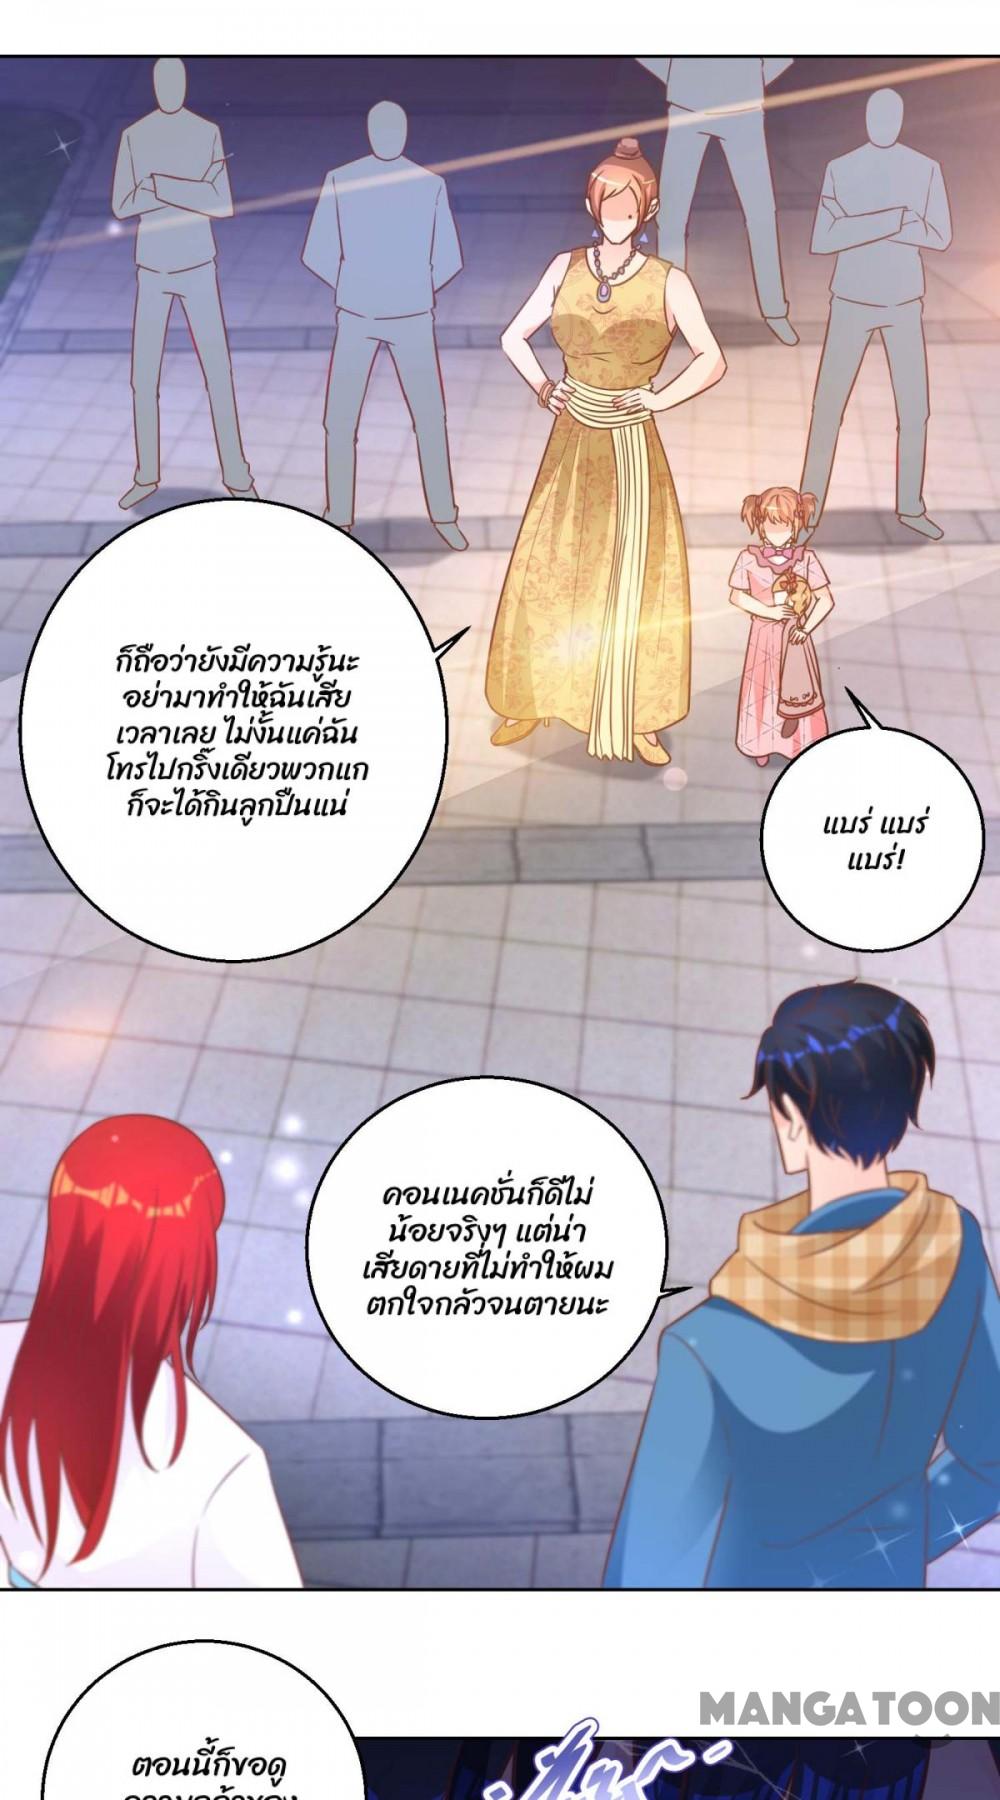 ก็ถือว่ายังมีความรู้นะ
อย่ามาทำให้ฉันเสีย
เวลาเลย ไม่งั้นแค่ฉัน
โทรไปกริ๊งเดียวพวกแก
ก็จะได้กินลูกปืนแน่
แบร่ แบร่
แบร่!
คอนเนคชั่นก็ดีไม่
น้อยจริงๆ แต่น่า
เสียดายที่ไม่ทำให้ผม
ตกใจกลัวจนตายนะ
MANGATOON
ตอนนี้ก็ขอดู